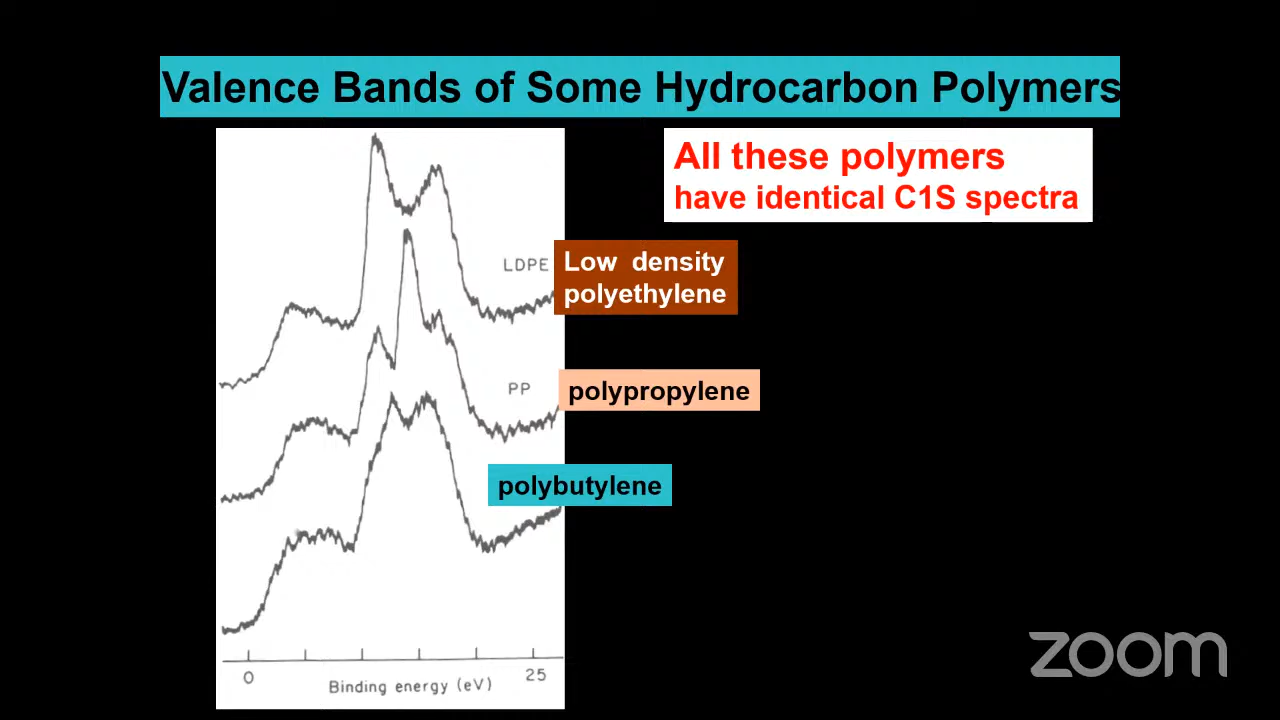 Valence Bands of Some Hydrocarbon Polymers
All these polymers
have identical C1S spectra
LDPE
Low density
polyethylene
PP
polypropylene
polybutylene
0
25
Binding energy (eV)
zoom